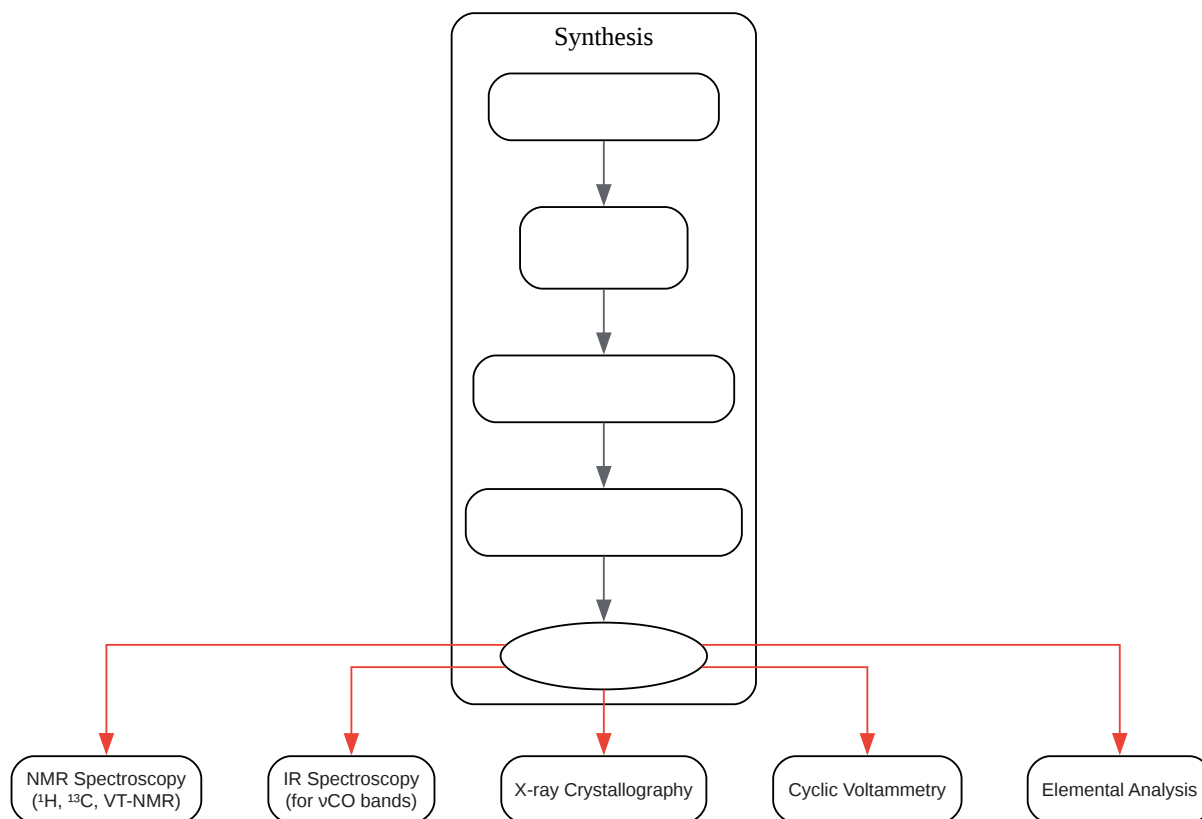 Synthesis
NMR Spectroscopy
(¹H, ¹³C, VT-NMR)
IR Spectroscopy
(for νCO bands)
X-ray Crystallography
Cyclic Voltammetry
Elemental Analysis